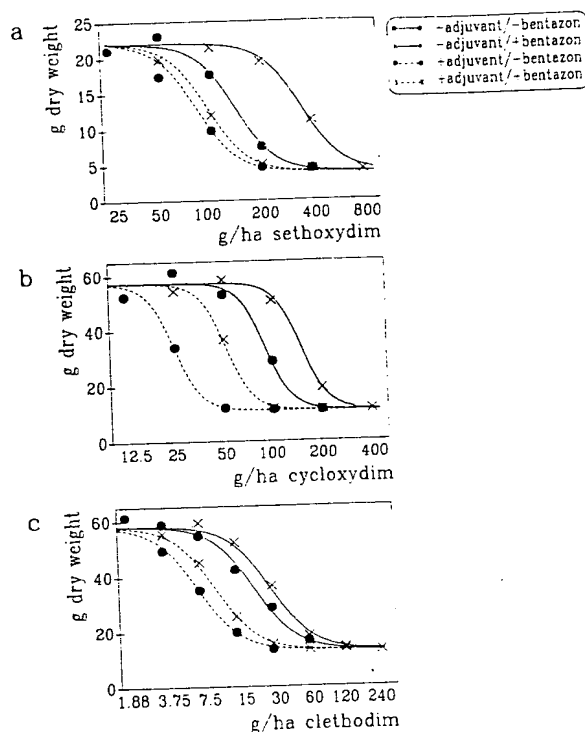 a
25
20
15
10
5
0
g dry weight
25 50 100 200 400 800
g/ha sethoxydim
-adjuvant/-bentazon
-adjuvant/+bentazon
+adjuvant/-bentazon
+adjuvant/+bentazon
b
60
40
20
0
g dry weight
12.5 25 50 100 200 400
g/ha cycloxydim
c
60
40
20
0
g dry weight
1.88 3.75 7.5 15 30 60 120 240
g/ha clethodim